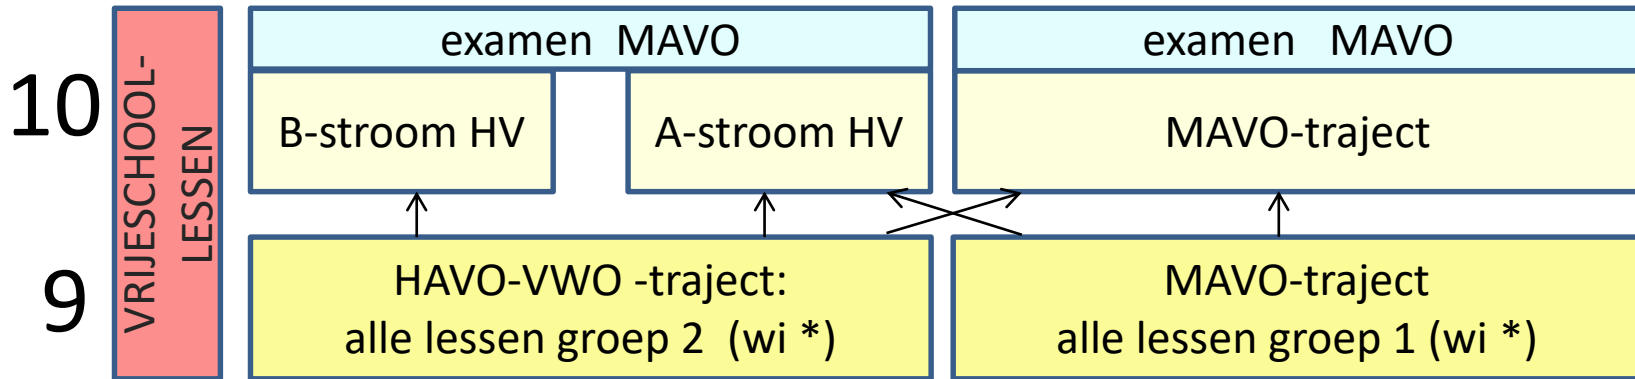 10
9
VRIJESCHOOL-
LESSEN
examen MAVO
B-stroom HV
A-stroom HV
examen MAVO
MAVO-traject
HAVO-VWO -traject:
alle lessen groep 2 (wi *)
MAVO-traject
alle lessen groep 1 (wi *)